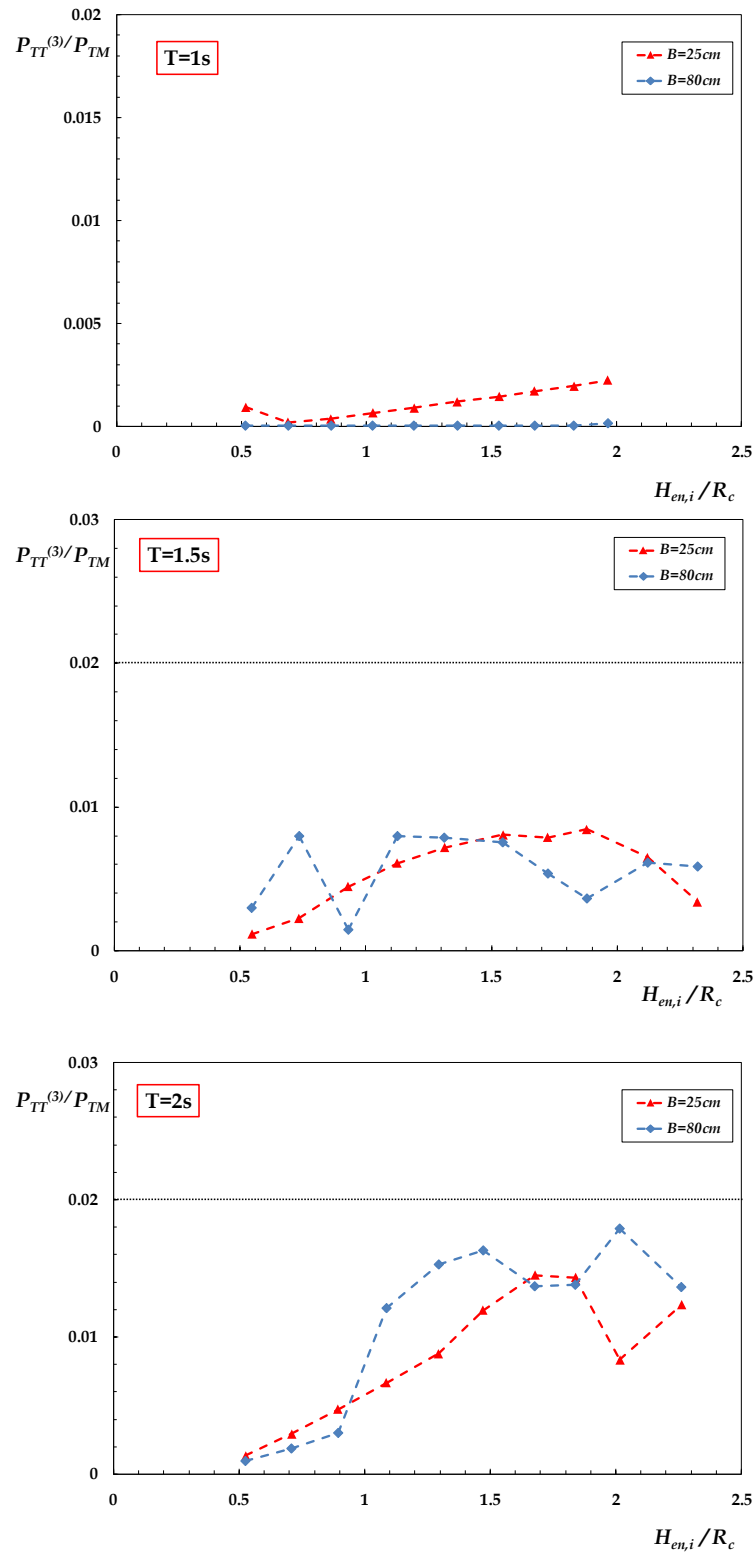 0.02
P_TT^(3)/P_TM
T=1s
B=25cm
B=80cm
0.015
0.01
0.005
0
0 0.5 1 1.5 2 2.5
H_en,i /R_c
0.03
P_TT^(3)/P_TM
T=1.5s
B=25cm
B=80cm
0.02
0.01
0
0 0.5 1 1.5 2 2.5
H_en,i /R_c
0.03
P_TT^(3)/P_TM
T=2s
B=25cm
B=80cm
0.02
0.01
0
0 0.5 1 1.5 2 2.5
H_en,i /R_c